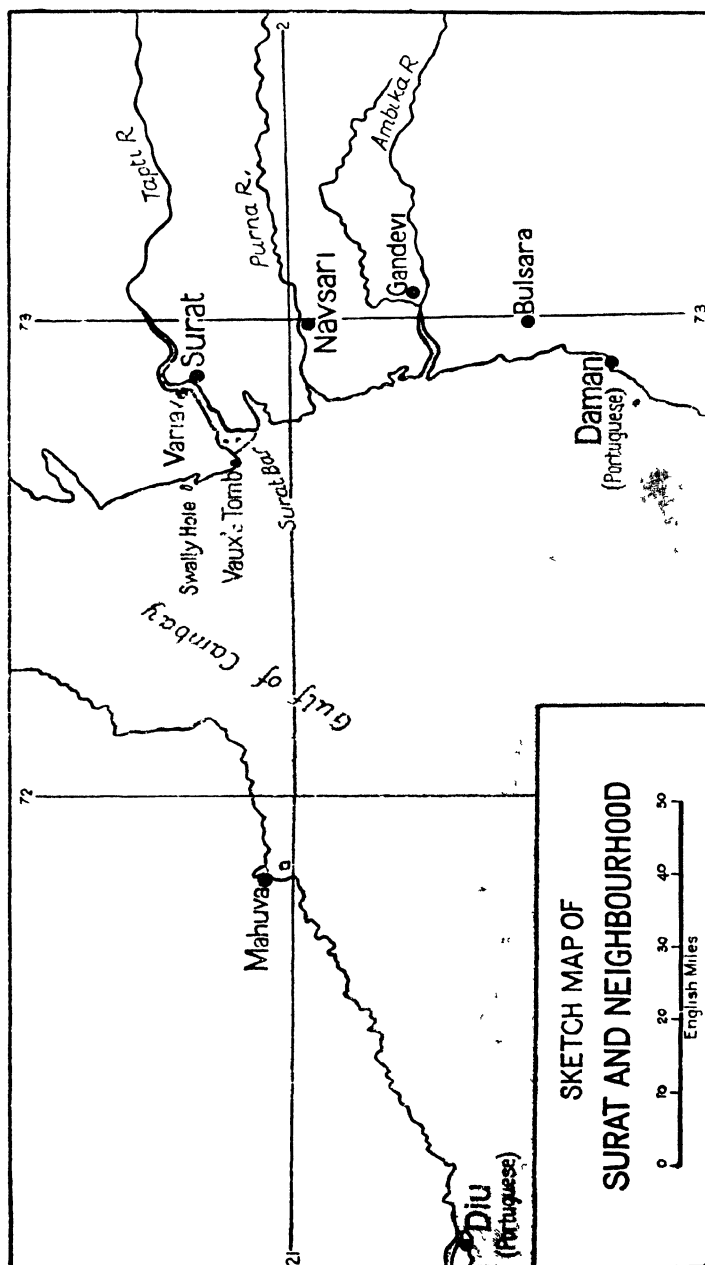 72
73
2
21
73
Tapti R
Purna R.
Ambika R
Surat
Variav
Swally Hole
Vaux's Tomb
Surat Bar
Navsari
Gandevi
Bulsara
Daman
(Portuguese)
Gulf of Cambay
Mahuva
Diu
(Portuguese)
SKETCH MAP OF
SURAT AND NEIGHBOURHOOD
0 10 20 30 40 50
English Miles